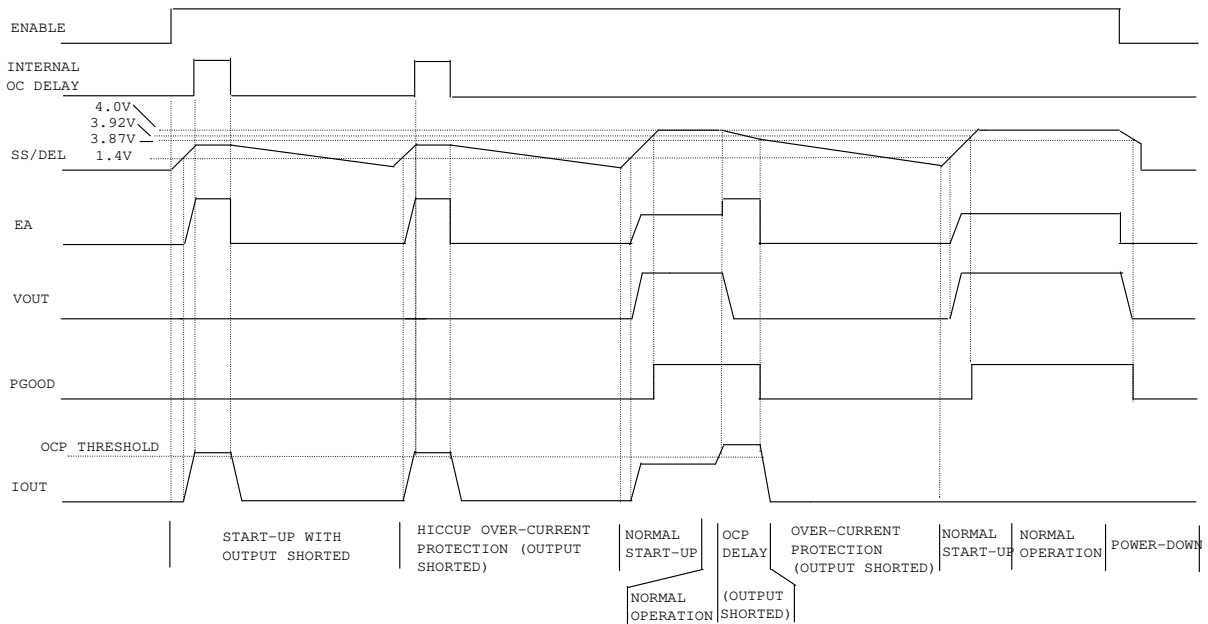 ENABLE
INTERNAL
OC DELAY
4.0V
3.92V
3.87V
SS/DEL
1.4V
EA
VOUT
PGOOD
OCP THRESHOLD
IOUT
START-UP WITH
OUTPUT SHORTED
HICCUP OVER-CURRENT
PROTECTION (OUTPUT
SHORTED)
NORMAL
START-UP
NORMAL
OPERATION
OCP
DELAY
(OUTPUT
SHORTED)
OVER-CURRENT
PROTECTION
(OUTPUT SHORTED)
NORMAL
START-UP
NORMAL
OPERATION
POWER-DOWN